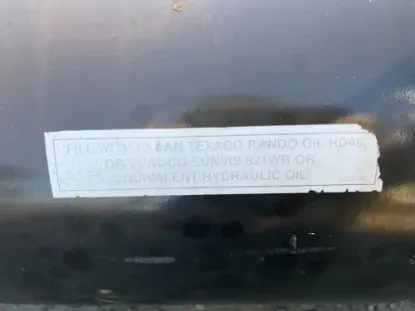 FILL WITH CLEAN TEXACO RANDO OIL HD46,
OR SUNOCO SUNVIS 821WR OR
EQUIVALENT HYDRAULIC OIL